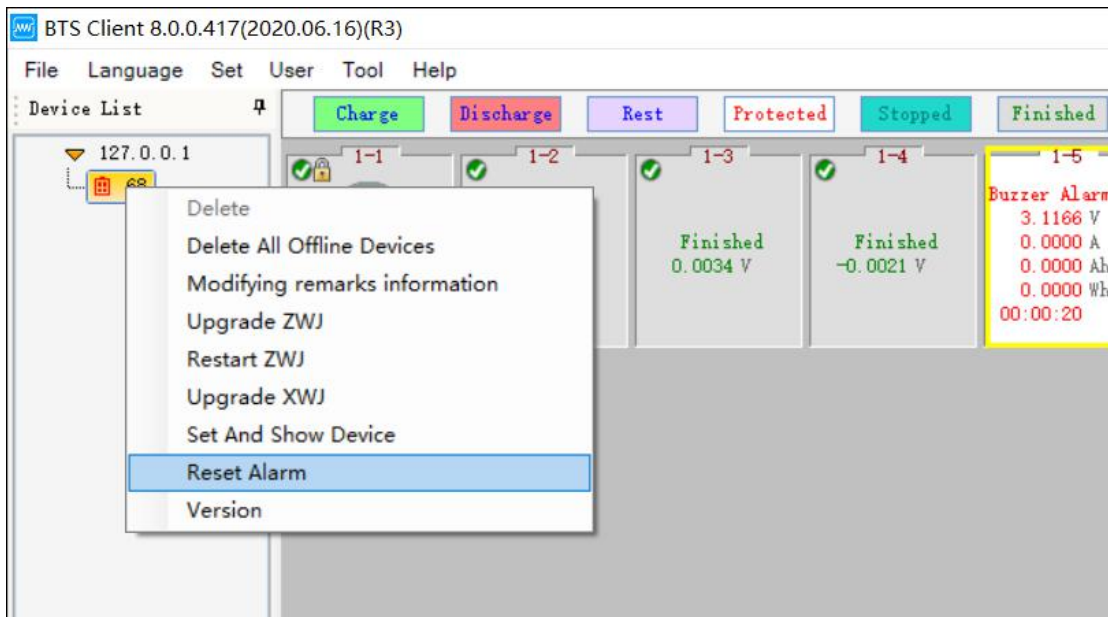 BTS Client 8.0.0.417(2020.06.16)(R3)
File Language Set User Tool Help
Device List
Charge Discharge Rest Protected Stopped Finished
127.0.0.1
68
1-1 1-2 1-3 1-4 1-5
Delete
Delete All Offline Devices
Modifying remarks information
Upgrade ZWJ
Restart ZWJ
Upgrade XWJ
Set And Show Device
Reset Alarm
Version
Finished
0.0034 V
Finished
-0.0021 V
Buzzer Alarm
3.1166 V
0.0000 A
0.0000 Ah
0.0000 Wh
00:00:20